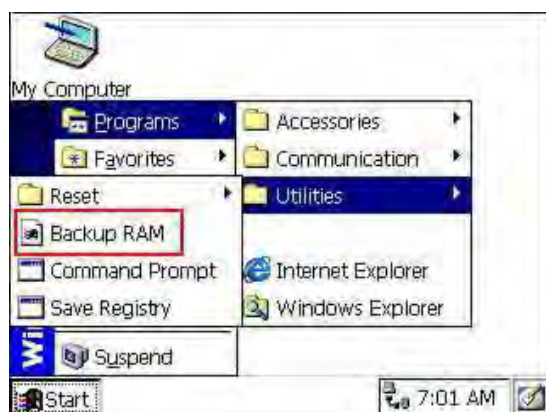 My Computer
Programs
Favorites
Reset
Backup RAM
Command Prompt
Save Registry
Accessories
Communication
Utilities
Internet Explorer
Windows Explorer
Wi
Suspend
Start
7:01 AM